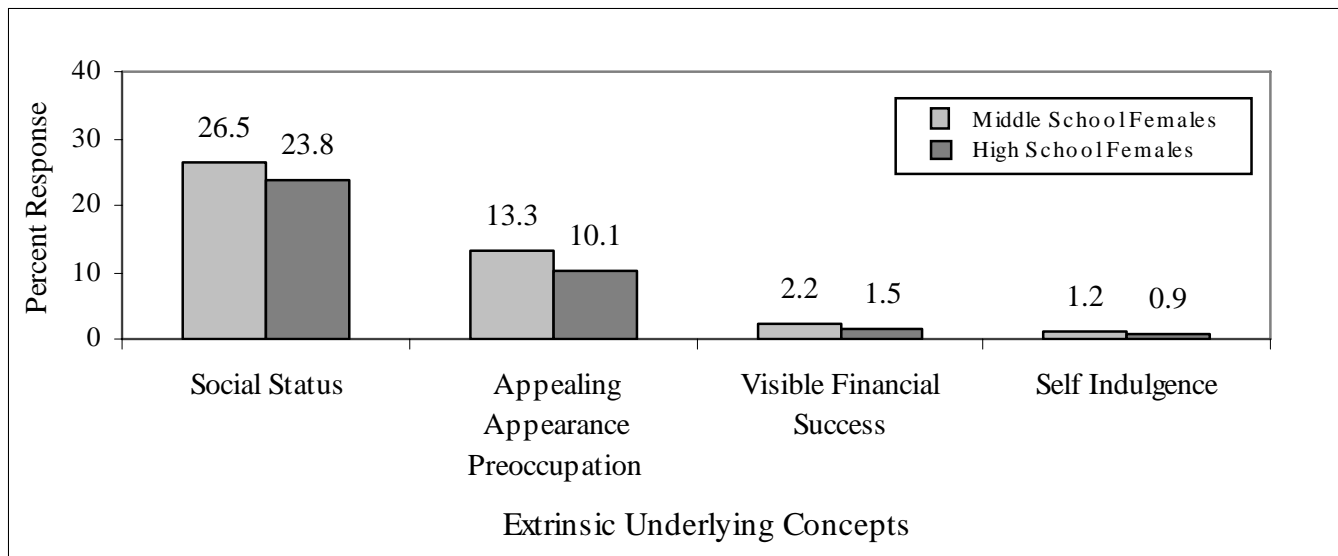 40
30
20
10
0
Percent Response
26.5
23.8
13.3
10.1
2.2
1.5
1.2
0.9
Middle School Females
High School Females
Social Status
Appealing
Appearance
Preoccupation
Visible Financial
Success
Self Indulgence
Extrinsic Underlying Concepts